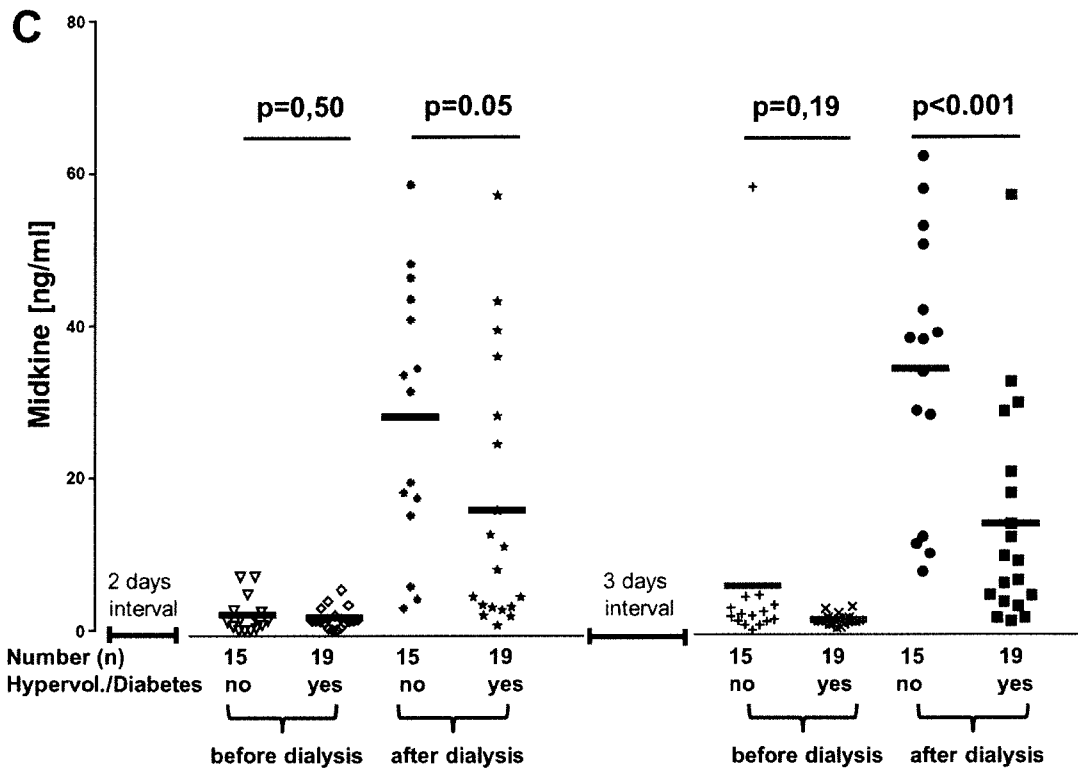 C
80
60
40
20
0
Midkine [ng/ml]
p=0,50
p=0.05
p=0,19
p<0.001
2 days
interval
3 days
interval
Number (n) 15 19 15 19 15 19 15 19
Hypervol./Diabetes no yes no yes no yes no yes
before dialysis after dialysis before dialysis after dialysis